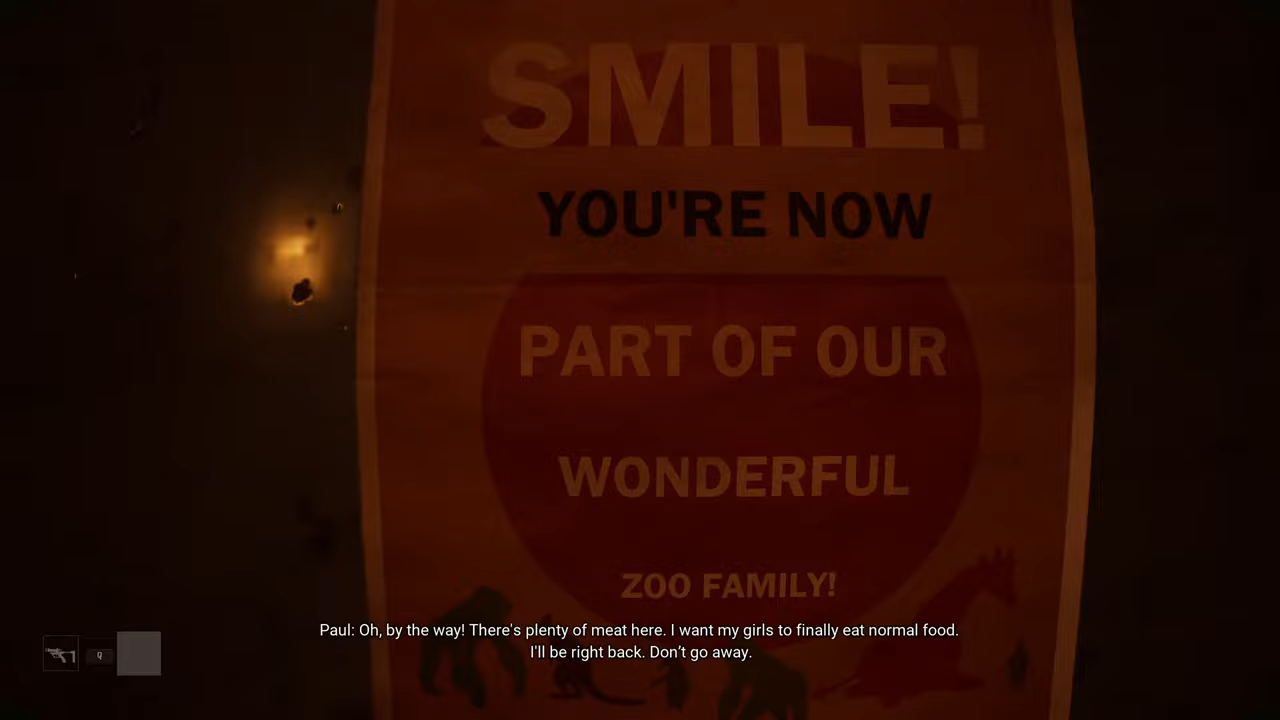 SMILE!
YOU'RE NOW
PART OF OUR
WONDERFUL
ZOO FAMILY!
Paul: Oh, by the way! There's plenty of meat here. I want my girls to finally eat normal food.
I'll be right back. Don't go away.
Q